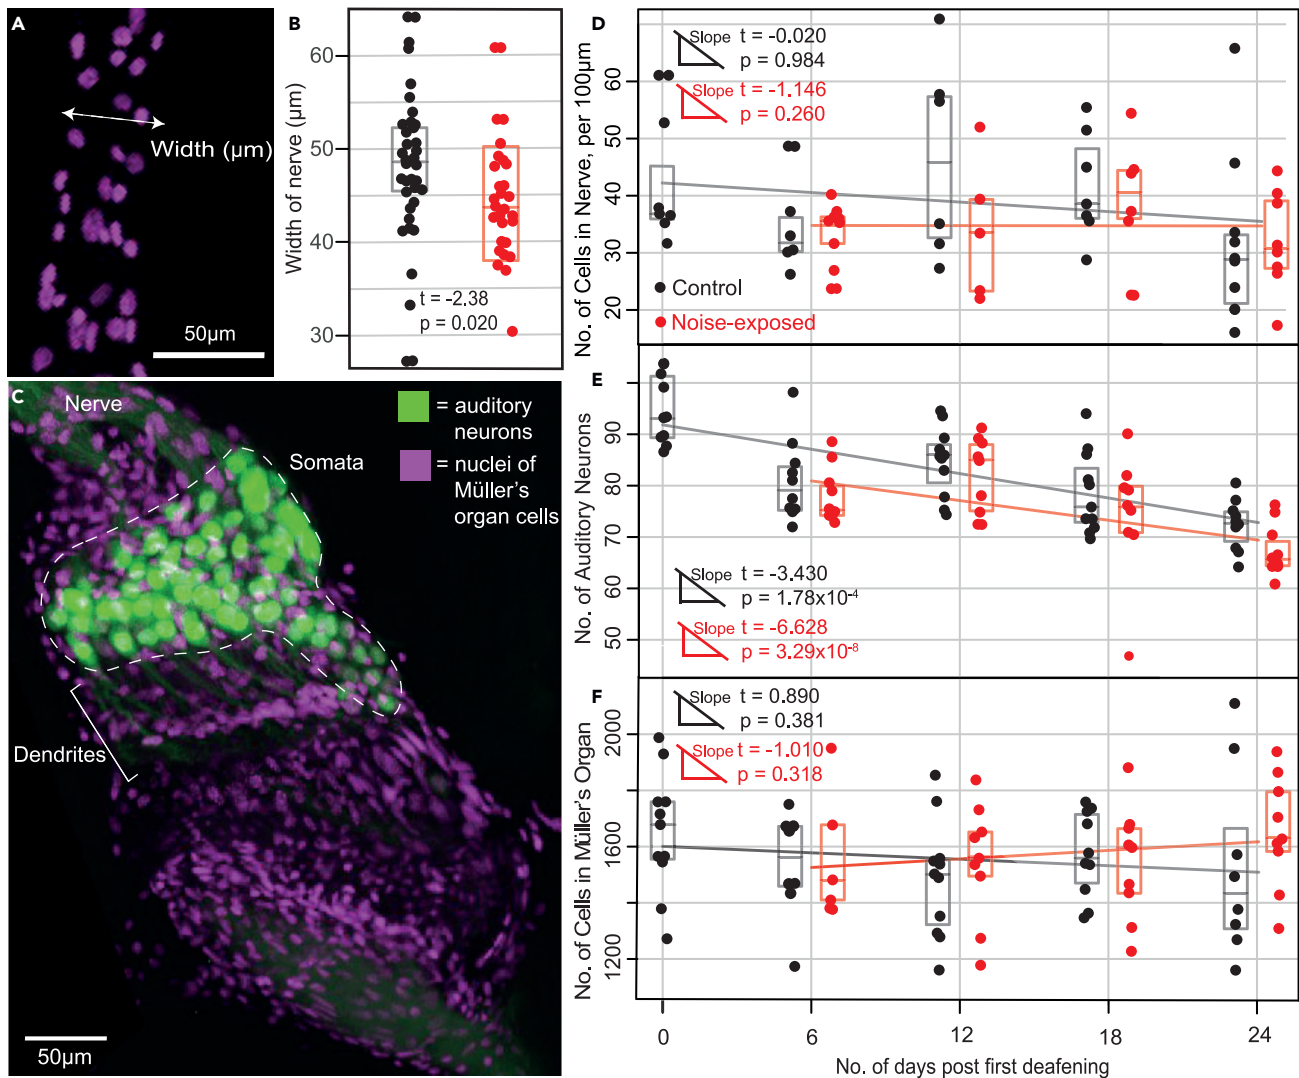 A
Width (µm)
50µm
B
Width of nerve (µm)
60
50
40
30
t = -2.38
p = 0.020
C
Nerve
Somata
Dendrites
= auditory
neurons
= nuclei of
Müller's
organ cells
50µm
D
No. of Cells in Nerve, per 100µm
60
50
40
30
20
Slope t = -0.020
p = 0.984
Slope t = -1.146
p = 0.260
Control
Noise-exposed
E
No. of Auditory Neurons
90
80
70
60
50
Slope t = -3.430
p = 1.78x10⁻⁴
Slope t = -6.628
p = 3.29x10⁻⁸
F
No. of Cells in Müller's Organ
2000
1600
1200
Slope t = 0.890
p = 0.381
Slope t = -1.010
p = 0.318
0
6
12
18
24
No. of days post first deafening